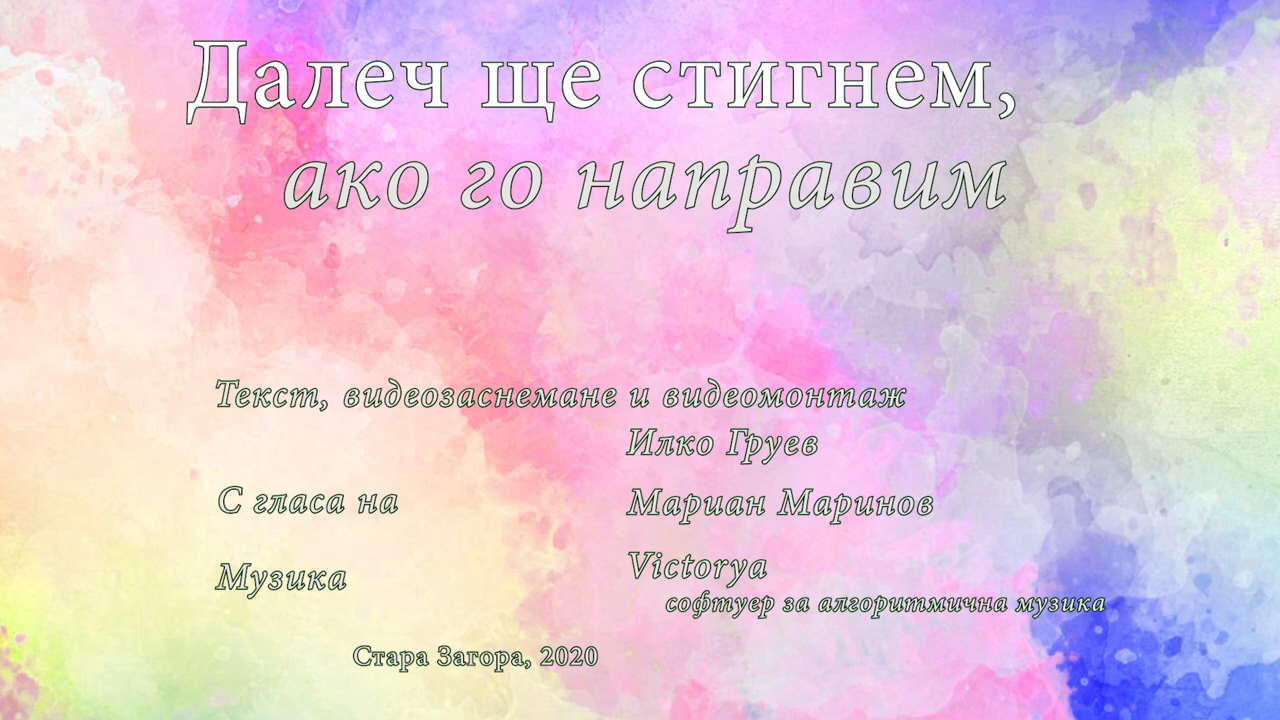 Далеч ще стигнем,
ако го направим
Текст, видеозаснемане и видеомонтаж
Илко Груев
С гласа на Мариан Маринов
Музика Victorya
софтуер за алгоритмична музика
Стара Загора, 2020